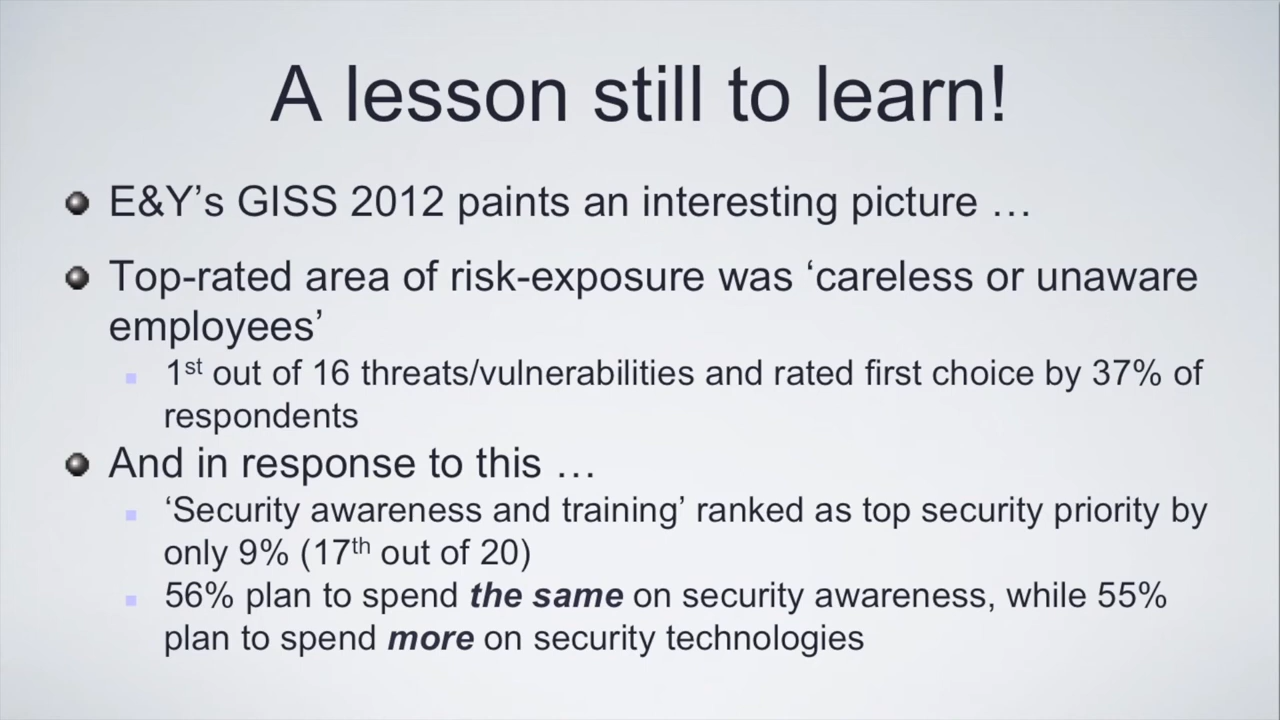 A lesson still to learn!
E&Y’s GISS 2012 paints an interesting picture …
Top-rated area of risk-exposure was ‘careless or unaware
employees’
1st out of 16 threats/vulnerabilities and rated first choice by 37% of
respondents
And in response to this …
‘Security awareness and training’ ranked as top security priority by
only 9% (17th out of 20)
56% plan to spend the same on security awareness, while 55%
plan to spend more on security technologies